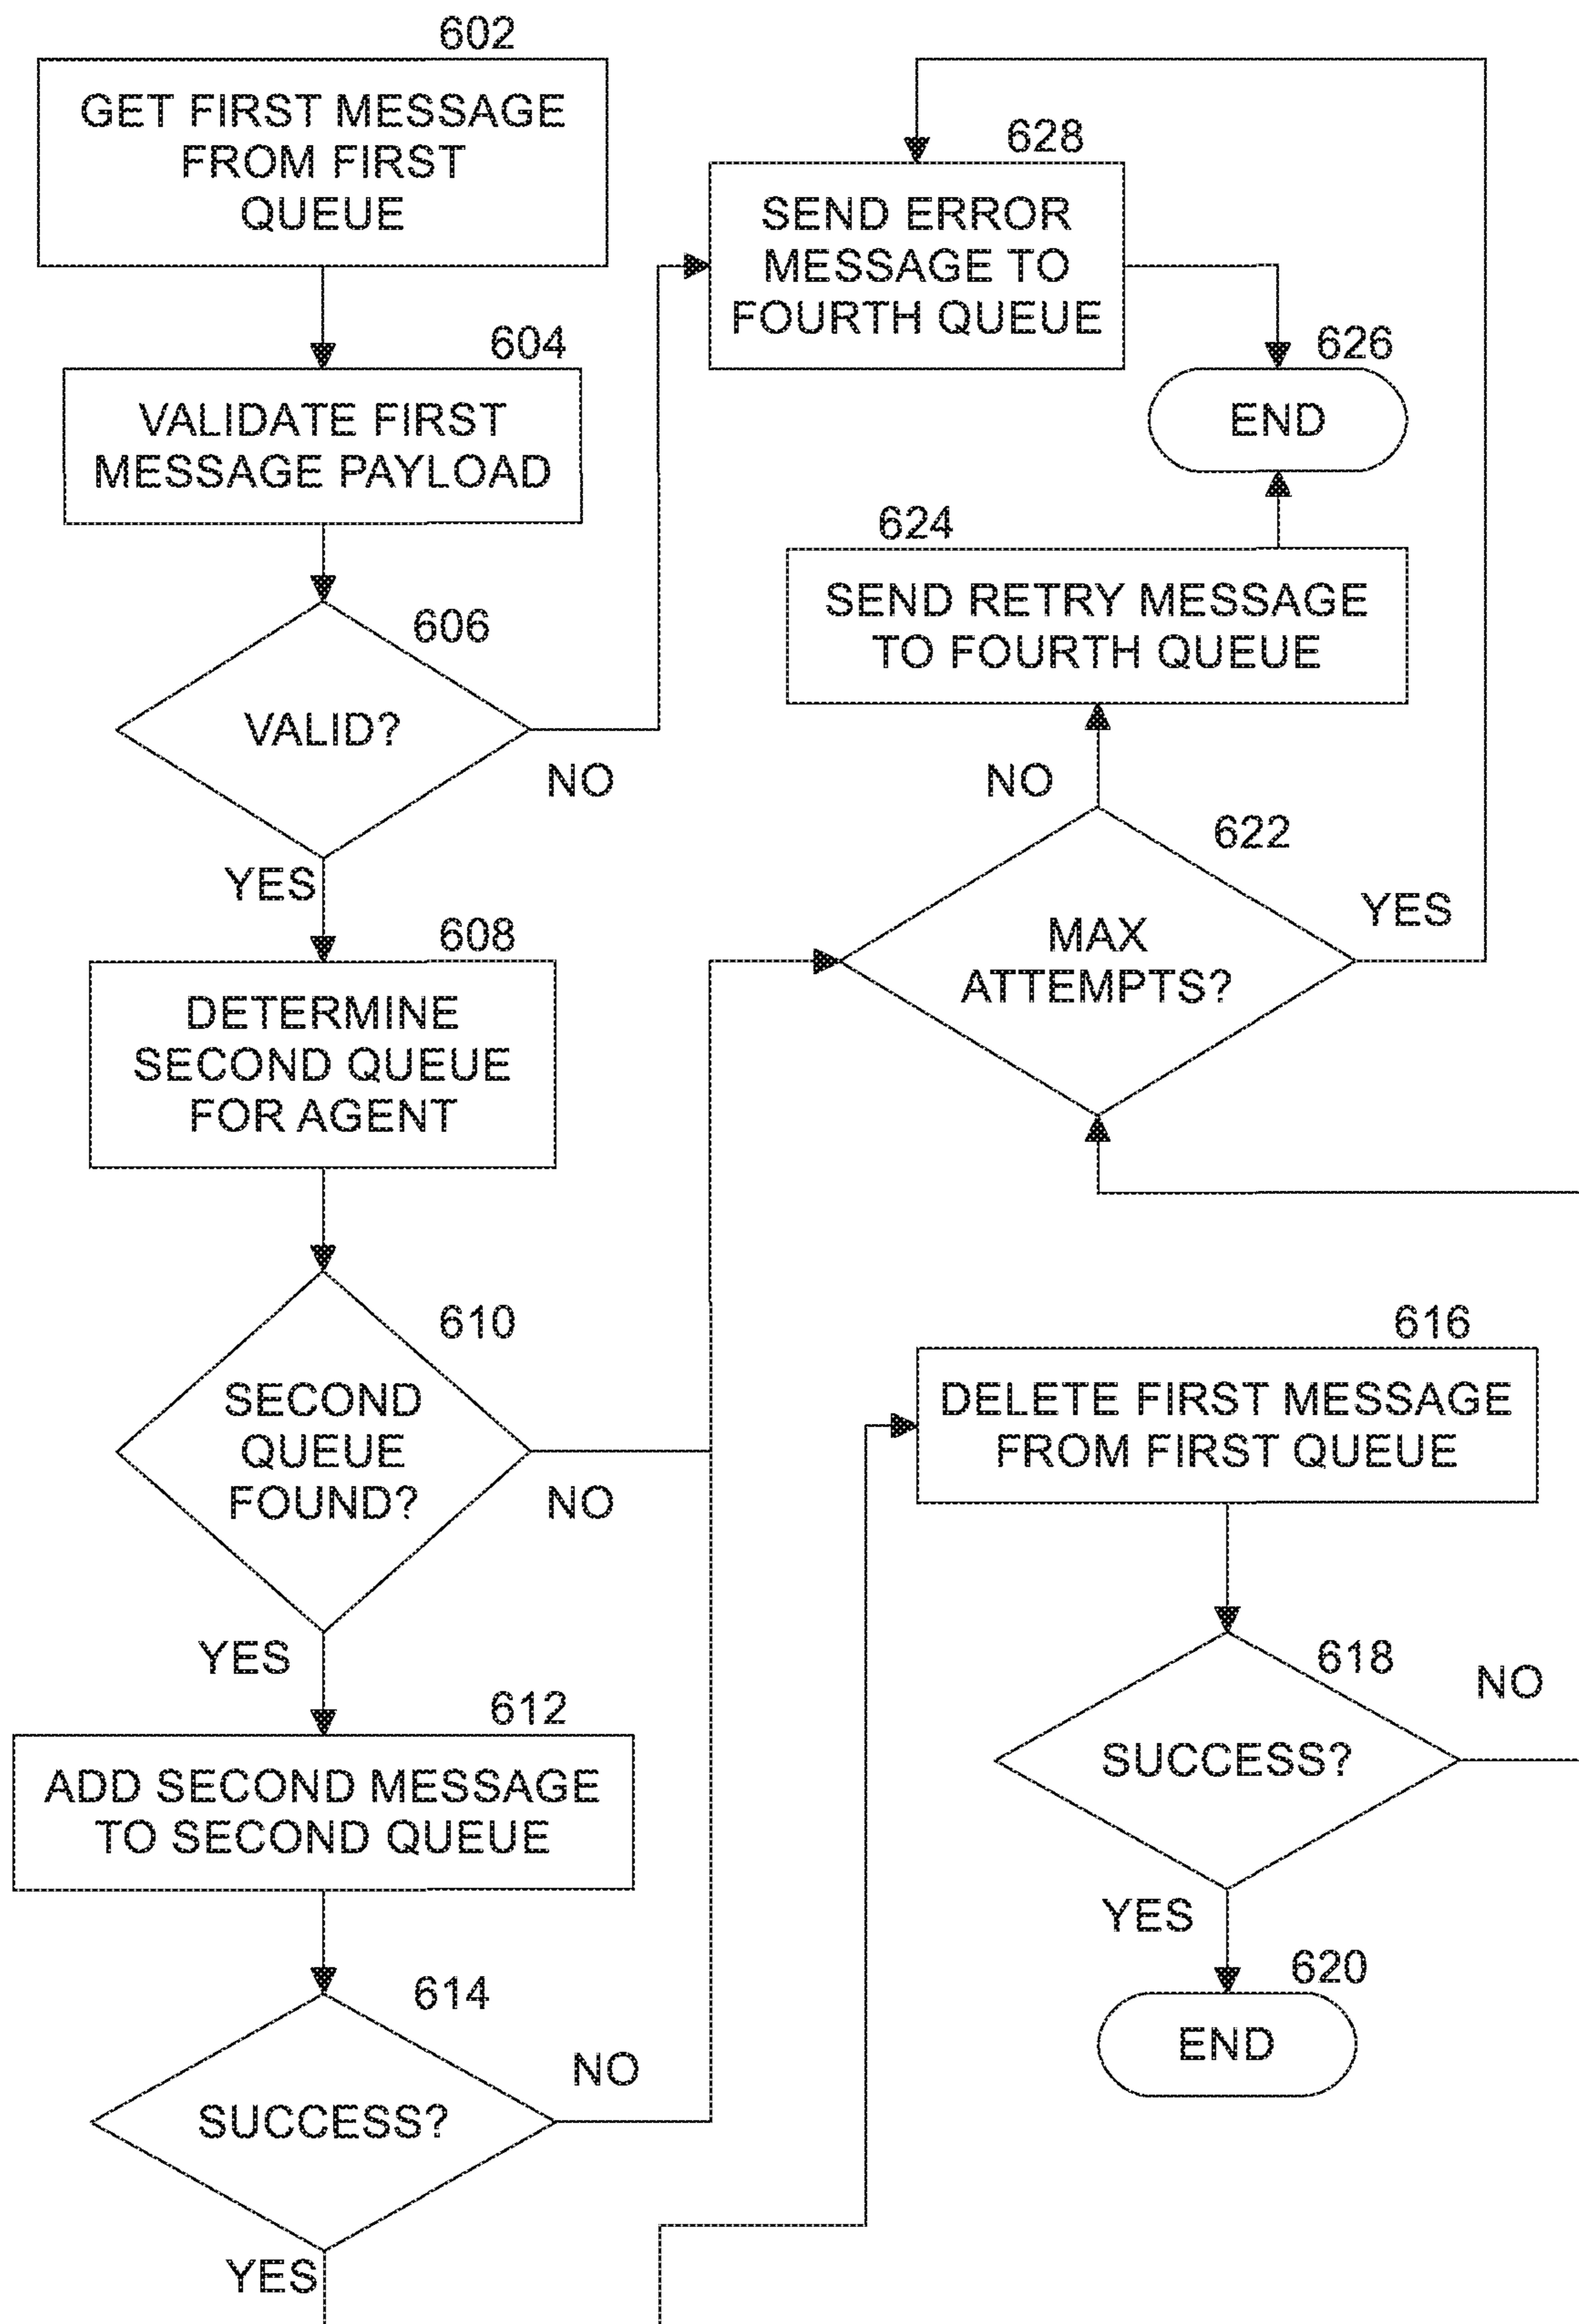 602
GET FIRST MESSAGE
FROM FIRST
QUEUE
604
VALIDATE FIRST
MESSAGE PAYLOAD
606
VALID?
NO
YES
608
DETERMINE
SECOND QUEUE
FOR AGENT
610
SECOND
QUEUE
FOUND?
NO
YES
612
ADD SECOND MESSAGE
TO SECOND QUEUE
614
SUCCESS?
NO
YES
628
SEND ERROR
MESSAGE TO
FOURTH QUEUE
626
END
624
SEND RETRY MESSAGE
TO FOURTH QUEUE
NO
622
MAX
ATTEMPTS?
YES
616
DELETE FIRST MESSAGE
FROM FIRST QUEUE
618
SUCCESS?
NO
YES
620
END